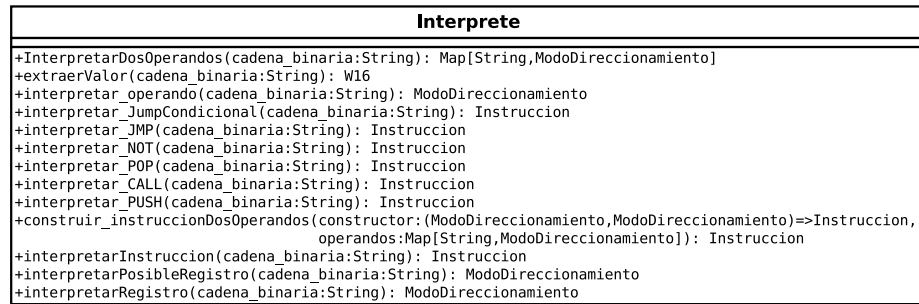 Interprete
+InterpretarDosOperandos(cadena_binaria:String): Map[String,ModoDireccionamiento]
+extraerValor(cadena_binaria:String): W16
+interpretar_operando(cadena_binaria:String): ModoDireccionamiento
+interpretar_JumpCondicional(cadena_binaria:String): Instruccion
+interpretar_JMP(cadena_binaria:String): Instruccion
+interpretar_NOT(cadena_binaria:String): Instruccion
+interpretar_POP(cadena_binaria:String): Instruccion
+interpretar_CALL(cadena_binaria:String): Instruccion
+interpretar_PUSH(cadena_binaria:String): Instruccion
+construir_instruccionDosOperandos(constructor:(ModoDireccionamiento,ModoDireccionamiento)=>Instruccion,
operandos:Map[String,ModoDireccionamiento]): Instruccion
+interpretarInstruccion(cadena_binaria:String): Instruccion
+interpretarPosibleRegistro(cadena_binaria:String): ModoDireccionamiento
+interpretarRegistro(cadena_binaria:String): ModoDireccionamiento